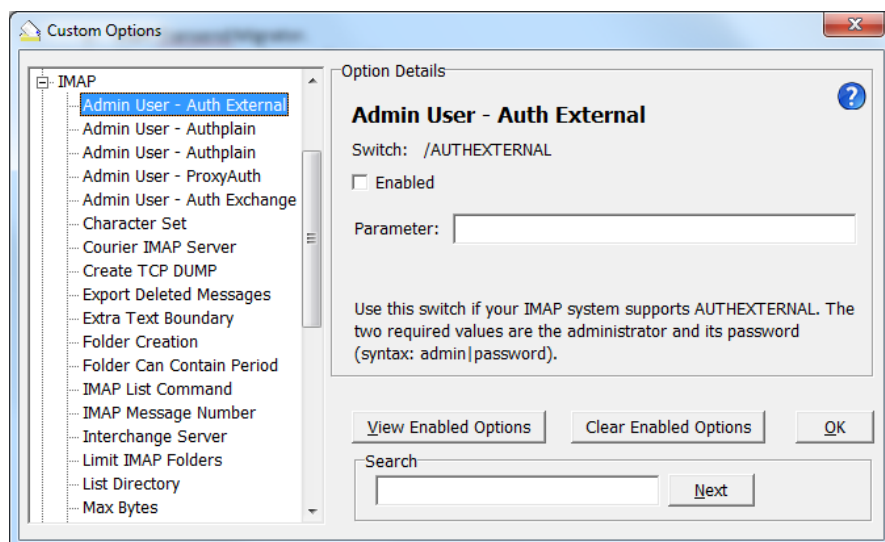 Custom Options
IMAP
Admin User - Auth External
Admin User - Authplain
Admin User - Authplain
Admin User - ProxyAuth
Admin User - Auth Exchange
Character Set
Courier IMAP Server
Create TCP DUMP
Export Deleted Messages
Extra Text Boundary
Folder Creation
Folder Can Contain Period
IMAP List Command
IMAP Message Number
Interchange Server
Limit IMAP Folders
List Directory
Max Bytes
Option Details
?
Admin User - Auth External
Switch: /AUTHEXTERNAL
Enabled
Parameter:
Use this switch if your IMAP system supports AUTHEXTERNAL. The
two required values are the administrator and its password
(syntax: admin|password).
View Enabled Options
Clear Enabled Options
OK
Search
Next